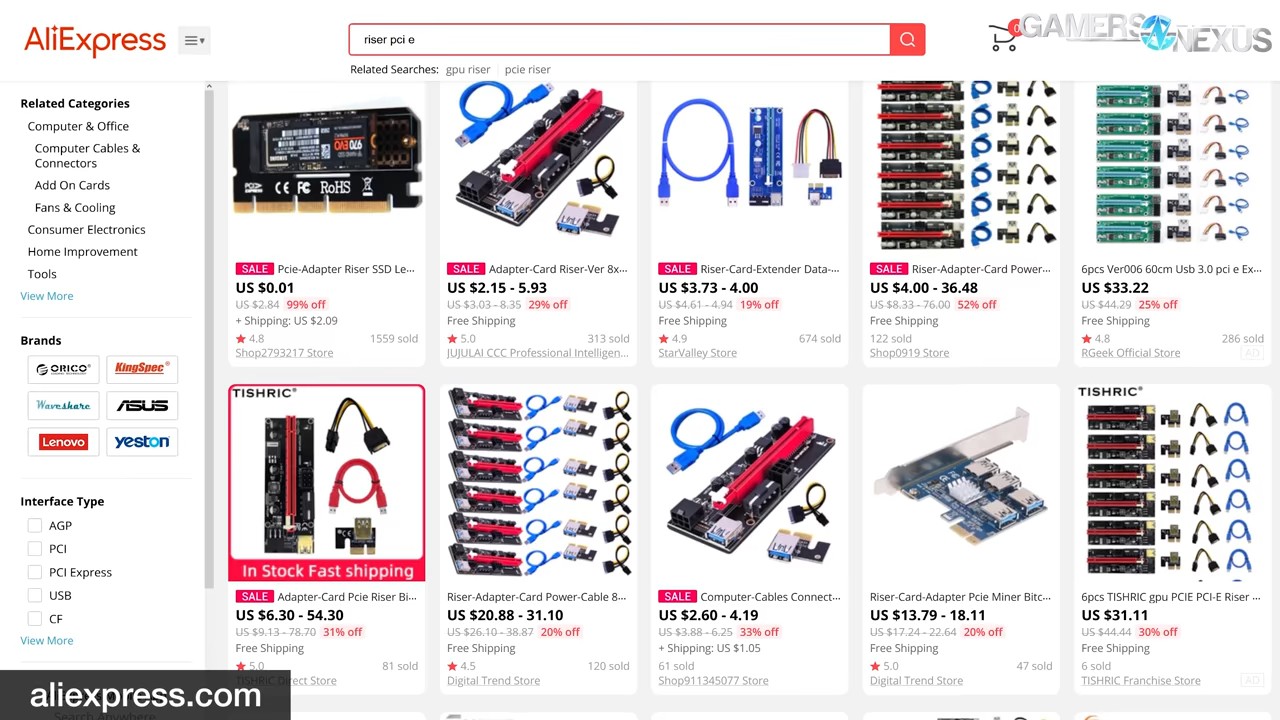 AliExpress
riser pci e
0
GAMERS
NEXUS
Related Searches: gpu riser pcie riser
Related Categories
Computer & Office
Computer Cables &
Connectors
Add On Cards
Fans & Cooling
Consumer Electronics
Home Improvement
Tools
View More
Brands
ORICO
KingSpec
Waveshare
ASUS
Lenovo
yeston
Interface Type
AGP
PCI
PCI Express
USB
CF
View More
970 EVO
CE FC RoHS
SALE Pcie-Adapter Riser SSD Le...
US $0.01
US $2.84 99% off
+ Shipping: US $2.09
4.8 1559 sold
Shop2793217 Store
SALE Adapter-Card Riser-Ver 8x...
US $2.15 - 5.93
US $3.03 - 8.35 29% off
Free Shipping
5.0 313 sold
JUJULAI CCC Professional Intelligen...
SALE Riser-Card-Extender Data-...
US $3.73 - 4.00
US $4.61 - 4.94 19% off
Free Shipping
4.9 674 sold
StarValley Store
SALE Riser-Adapter-Card Power-...
US $4.00 - 36.48
US $8.33 - 76.00 52% off
Free Shipping
122 sold
Shop0919 Store
6pcs Ver006 60cm Usb 3.0 pci e Ex...
US $33.22
US $44.29 25% off
Free Shipping
4.8 286 sold
RGeek Official Store AD
TISHRIC®
In Stock Fast shipping
SALE Adapter-Card Pcie Riser Bi...
US $6.30 - 54.30
US $9.13 - 78.70 31% off
Free Shipping
5.0 81 sold
TISHRIC Direct Store
Riser-Adapter-Card Power-Cable 8...
US $20.88 - 31.10
US $26.10 - 38.87 20% off
Free Shipping
4.5 120 sold
Digital Trend Store
SALE Computer-Cables Connect...
US $2.60 - 4.19
US $3.88 - 6.25 33% off
+ Shipping: US $1.05
61 sold
Shop911345077 Store
Riser-Card-Adapter Pcie Miner Bitc...
US $13.79 - 18.11
US $17.24 - 22.64 20% off
Free Shipping
5.0 47 sold
Digital Trend Store
TISHRIC®
6pcs TISHRIC gpu PCIE PCI-E Riser ...
US $31.11
US $44.44 30% off
Free Shipping
6 sold
TISHRIC Franchise Store AD
aliexpress.com